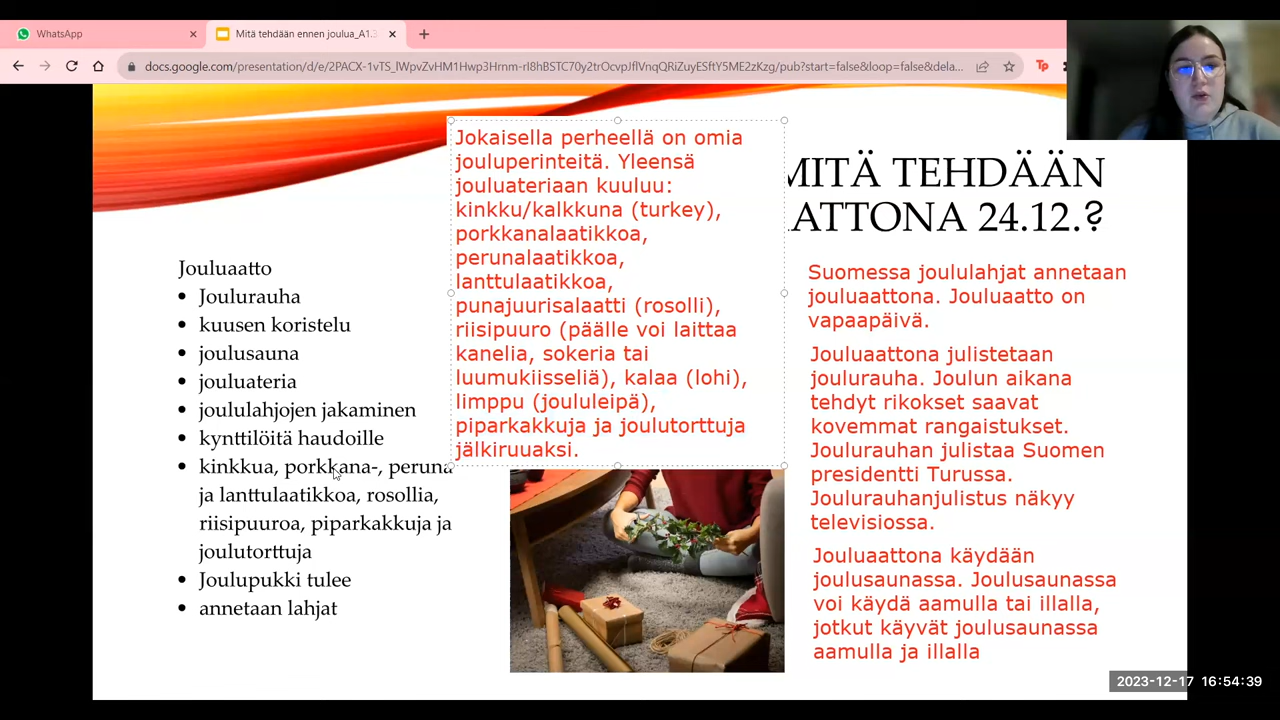 WhatsApp
Mitä tehdään ennen joulua_A1.3
docs.google.com/presentation/d/e/2PACX-1vTS_lWpvZvHM1Hwp3Hrnm-rl8hBSTC70y2trOcvpJflVnqQRiZuyESftY5ME2zKzg/pub?start=false&loop=false&dela...
Tp
MITÄ TEHDÄÄN
AATTONA 24.12.?
Jouluaatto
• Joulurauha
• kuusen koristelu
• joulusauna
• jouluateria
• joululahjojen jakaminen
• kynttilöitä haudoille
• kinkkua, porkkana-, peruna
ja lanttulaatikkoa, rosollia,
riisipuuroa, piparkakkuja ja
joulutorttuja
• Joulupukki tulee
• annetaan lahjat
Jokaisella perheellä on omia
jouluperinteitä. Yleensä
jouluateriaan kuuluu:
kinkku/kalkkuna (turkey),
porkkanalaatikkoa,
perunalaatikkoa,
lanttulaatikkoa,
punajuurisalaatti (rosolli),
riisipuuro (päälle voi laittaa
kanelia, sokeria tai
luumukiisseliä), kalaa (lohi),
limppu (joululeipä),
piparkakkuja ja joulutorttuja
jälkiruuaksi.
Suomessa joululahjat annetaan
jouluaattona. Jouluaatto on
vapaapäivä.
Jouluaattona julistetaan
joulurauha. Joulun aikana
tehdyt rikokset saavat
kovemmat rangaistukset.
Joulurauhan julistaa Suomen
presidentti Turussa.
Joulurauhanjulistus näkyy
televisiossa.
Jouluaattona käydään
joulusaunassa. Joulusaunassa
voi käydä aamulla tai illalla,
jotkut käyvät joulusaunassa
aamulla ja illalla
2023-12-17 16:54:39